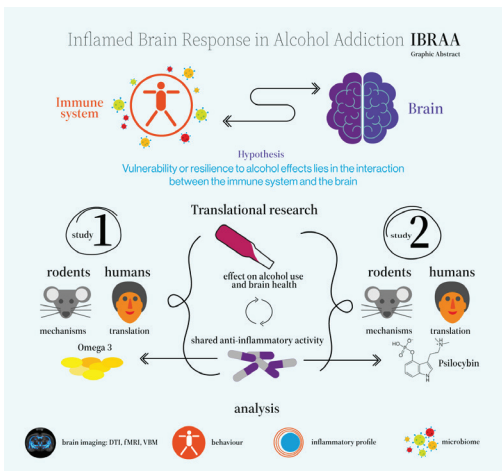 Inflamed Brain Response in Alcohol Addiction IBRAA
Graphic Abstract
Immune
system
Brain
Hypothesis
Vulnerability or resilience to alcohol effects lies in the interaction
between the immune system and the brain
Translational research
study 1
study 2
rodents humans
mechanisms translation
effect on alcohol use
and brain health
rodents humans
mechanisms translation
shared anti-inflammatory activity
Omega 3
HO
O-
P
O
O
NH+
N
H
Psilocybin
analysis
brain imaging: DTI, fMRI, VBM
behaviour
inflammatory profile
microbiome